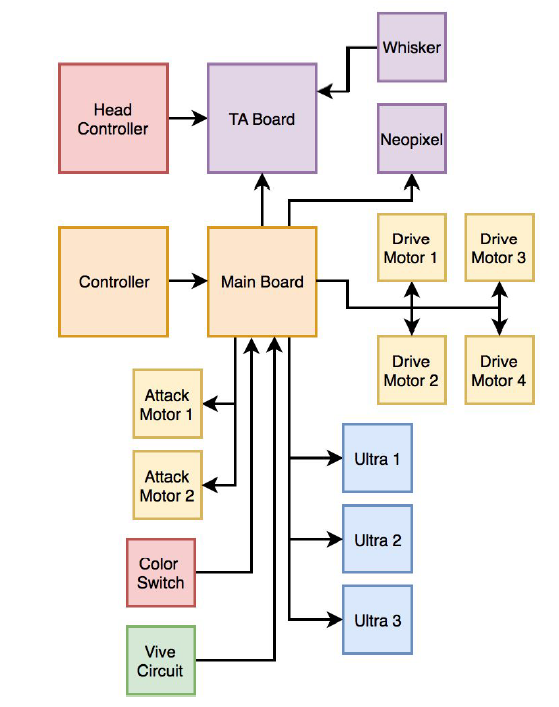 Whisker
Head
Controller
TA Board
Neopixel
Drive
Motor 1
Drive
Motor 3
Controller
Main Board
Drive
Motor 2
Drive
Motor 4
Attack
Motor 1
Ultra 1
Attack
Motor 2
Ultra 2
Color
Switch
Ultra 3
Vive
Circuit